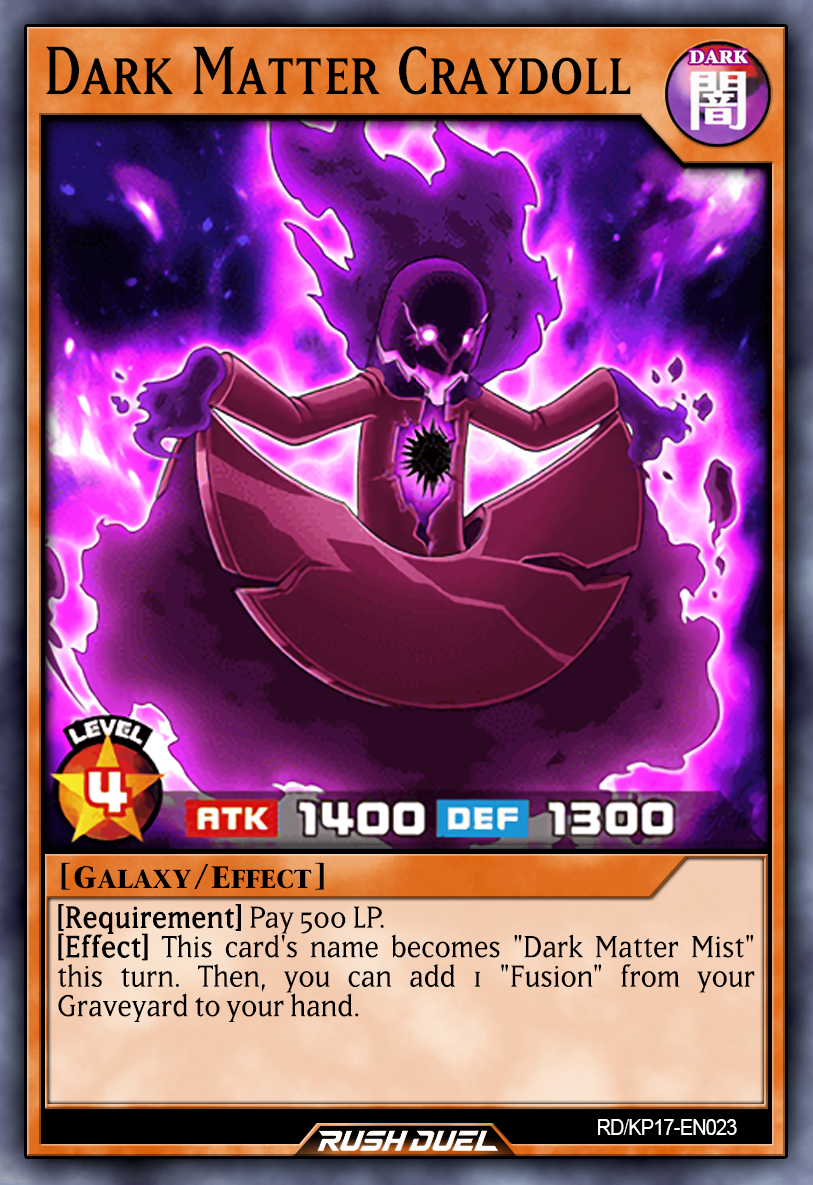 Dark Matter Craydoll
DARK
闇
LEVEL
4
ATK 1400 DEF 1300
[Galaxy/Effect]
[Requirement] Pay 500 LP.
[Effect] This card's name becomes "Dark Matter Mist"
this turn. Then, you can add 1 "Fusion" from your
Graveyard to your hand.
RD/KP17-EN023
RUSH DUEL